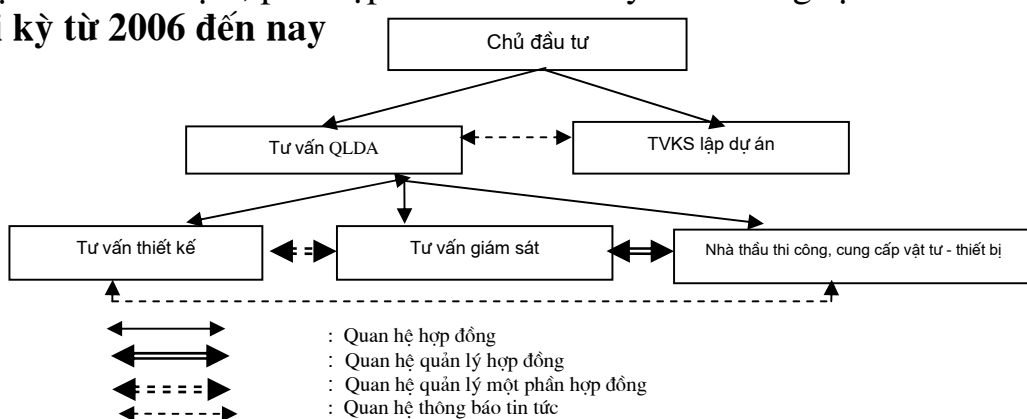 i kỳ từ 2006 đến nay
Chủ đầu tư
Tư vấn QLDA
TVKS lập dự án
Tư vấn thiết kế
Tư vấn giám sát
Nhà thầu thi công, cung cấp vật tư - thiết bị
: Quan hệ hợp đồng
: Quan hệ quản lý hợp đồng
: Quan hệ quản lý một phần hợp đồng
: Quan hệ thông báo tin tức